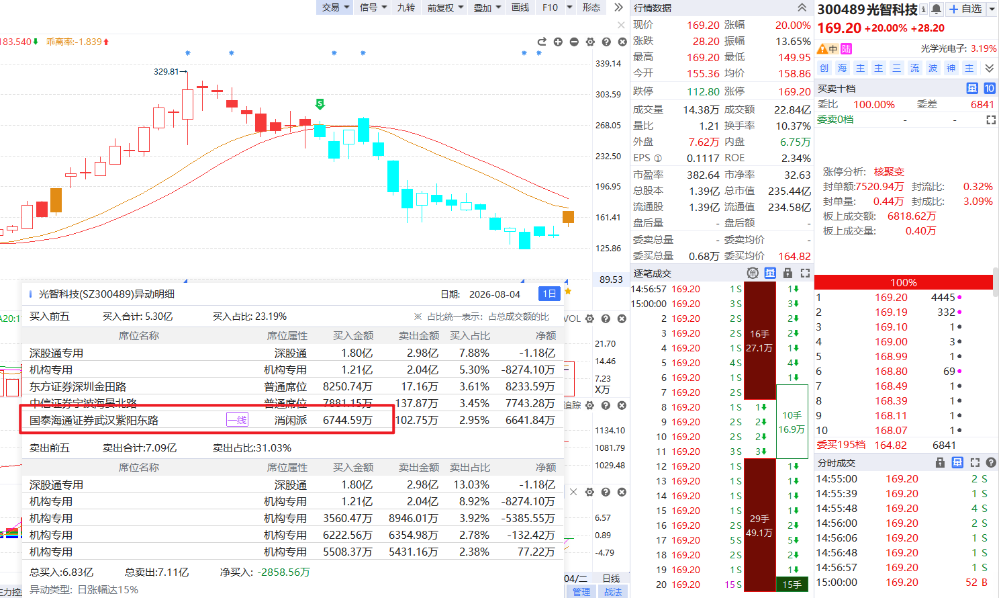 交易 信号 九转 前复权 叠加 画线 F10 形态
183.540 乖离率:-1.839
329.81
S
339.14
303.59
268.05
232.50
196.95
161.41
125.86
89.53
光智科技(SZ300489)异动明细 日期: 2026-08-04 1日
买入前五 买入合计: 5.30亿 买入占比: 23.19% ※ 占比统一表示：占总成交额的比
席位名称 席位属性 买入金额 卖出金额 买入占比 净额
深股通专用 深股通 1.80亿 2.98亿 7.88% -1.18亿
机构专用 机构专用 1.21亿 2.04亿 5.30% -8274.10万
东方证券深圳金田路 普通席位 8250.74万 17.16万 3.61% 8233.59万
中信证券宁波海晏北路 普通席位 7881.15万 137.87万 3.45% 7743.28万
国泰海通证券武汉紫阳东路 一线 消闲派 6744.59万 102.75万 2.95% 6641.84万
卖出前五 卖出合计:7.09亿 卖出占比:31.03%
席位名称 席位属性 买入金额 卖出金额 卖出占比 净额
深股通专用 深股通 1.80亿 2.98亿 13.03% -1.18亿
机构专用 机构专用 1.21亿 2.04亿 8.92% -8274.10万
机构专用 机构专用 3560.47万 8946.01万 3.92% -5385.55万
机构专用 机构专用 6222.56万 6354.98万 2.78% -132.42万
机构专用 机构专用 5508.37万 5431.16万 2.38% 77.22万
总买入:6.83亿 总卖出:7.11亿 净买入: -2858.56万
异动类型: 日涨幅达15%
VOL
21.70
14.46
7.23
X万
追踪
1134.10
1081.79
1029.48
6.57
0.89
-4.79
04/二 日线
管理 战法
行情数据
现价 169.20 涨幅 20.00%
涨跌 28.20 振幅 13.65%
最高 169.20 最低 149.95
今开 155.36 均价 158.86
跌停 112.80 涨停 169.20
成交量 14.38万 成交额 22.84亿
量比 1.21 换手率 10.37%
外盘 7.62万 内盘 6.75万
EPS ① 0.1117 ROE 2.34%
市盈率 382.64 市净率 32.63
总股本 1.39亿 总市值 235.44亿
流通股 1.39亿 流通值 234.58亿
盘后量 - 盘后额 -
委卖总量 - 委卖均价 -
委买总量 0.68万 委买均价 164.82
逐笔成交 单 量
14:56:57 169.20 1 S 1
15:00:00 169.20 3 S 3
2 169.20 2 S 2
3 169.20 2 S 2
4 169.20 1 S 1
5 169.20 4 S 4
6 169.20 1 S 1
7 169.20 2 S
8 169.20 1 S 1
9 169.20 2 S 2
10 169.20 2 S 2
11 169.20 3 S 3
12 169.20 1 S 1
13 169.20 1 S 1
14 169.20 1 S 1
15 169.20 1 S 1
16 169.20 2 S 2
17 169.20 5 S 5
18 169.20 2 S 2
19 169.20 1 S 1
20 169.20 15 S
16手
27.1万
10手
16.9万
29手
49.1万
15手
300489光智科技 自选
169.20 +20.00% +28.20
中 陆 光学光电子: 3.19%
创 海 主 主 三 流 波 神 主
买卖十档 量 10
委比 100.00% 委差 6841
委卖0档 - -
涨停分析: 核聚变
封单额:7520.94万 封流比: 0.32%
封单量: 0.44万 封成比: 3.09%
板上成交额: 6818.62万
板上成交量: 0.40万
100%
1 169.20 4445
2 169.19 332
3 169.10 1
4 169.00 3
5 168.99 1
6 168.80 69
7 168.49 1
8 168.39 1
9 168.11 1
10 168.07 1
委买195档 164.82 6841
分时成交 量
14:55:00 169.20 2 S
14:55:39 169.20 1 S
14:55:48 169.20 4 S
14:56:00 169.20 2 S
14:56:06 169.20 1 S
14:56:48 169.20 1 S
14:56:57 169.20 1 S
15:00:00 169.20 52 B